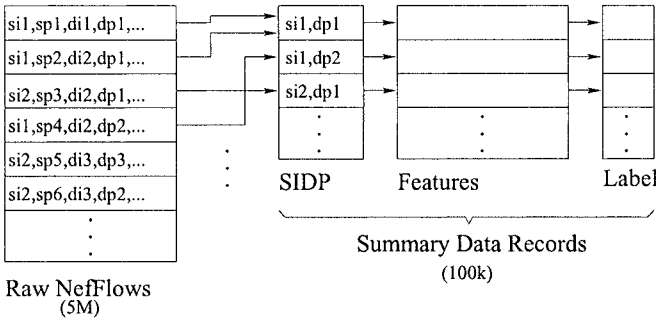 si1,sp1,di1,dp1,...
si1,sp2,di2,dp1,...
si2,sp3,di2,dp1,...
si1,sp4,di2,dp2,...
si2,sp5,di3,dp3,...
si2,sp6,di3,dp2,...
Raw NefFlows
(5M)
si1,dp1
si1,dp2
si2,dp1
SIDP
Features
Label
Summary Data Records
(100k)